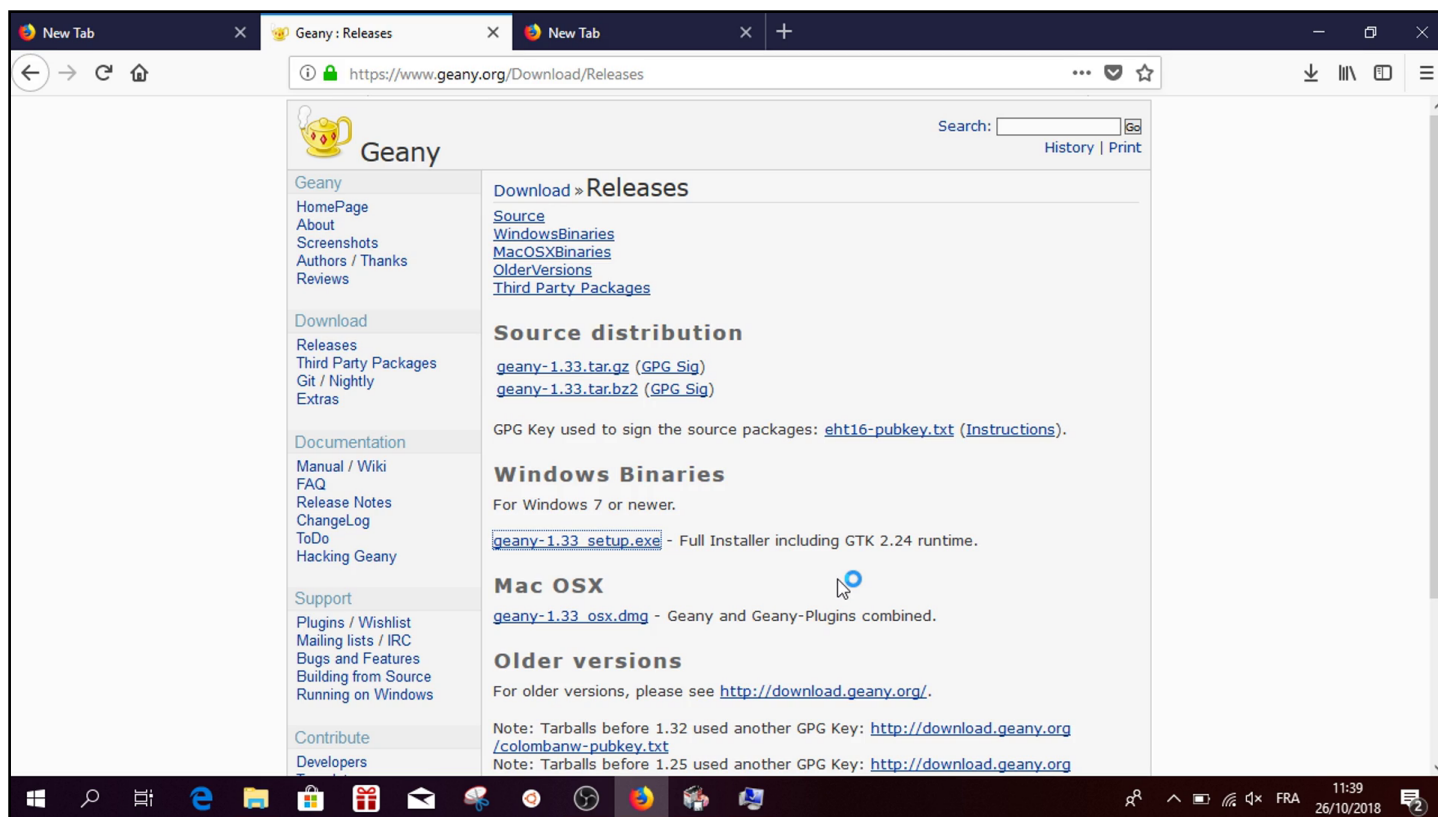 New Tab
Geany : Releases
New Tab
https://www.geany.org/Download/Releases
Geany
Search:
Go
History | Print
Geany
HomePage
About
Screenshots
Authors / Thanks
Reviews
Download
Releases
Third Party Packages
Git / Nightly
Extras
Documentation
Manual / Wiki
FAQ
Release Notes
ChangeLog
ToDo
Hacking Geany
Support
Plugins / Wishlist
Mailing lists / IRC
Bugs and Features
Building from Source
Running on Windows
Contribute
Developers
Download » Releases
Source
WindowsBinaries
MacOSXBinaries
OlderVersions
Third Party Packages
Source distribution
geany-1.33.tar.gz (GPG Sig)
geany-1.33.tar.bz2 (GPG Sig)
GPG Key used to sign the source packages: eht16-pubkey.txt (Instructions).
Windows Binaries
For Windows 7 or newer.
geany-1.33_setup.exe - Full Installer including GTK 2.24 runtime.
Mac OSX
geany-1.33_osx.dmg - Geany and Geany-Plugins combined.
Older versions
For older versions, please see http://download.geany.org/.
Note: Tarballs before 1.32 used another GPG Key: http://download.geany.org
/colombanw-pubkey.txt
Note: Tarballs before 1.25 used another GPG Key: http://download.geany.org
FRA
11:39
26/10/2018
2